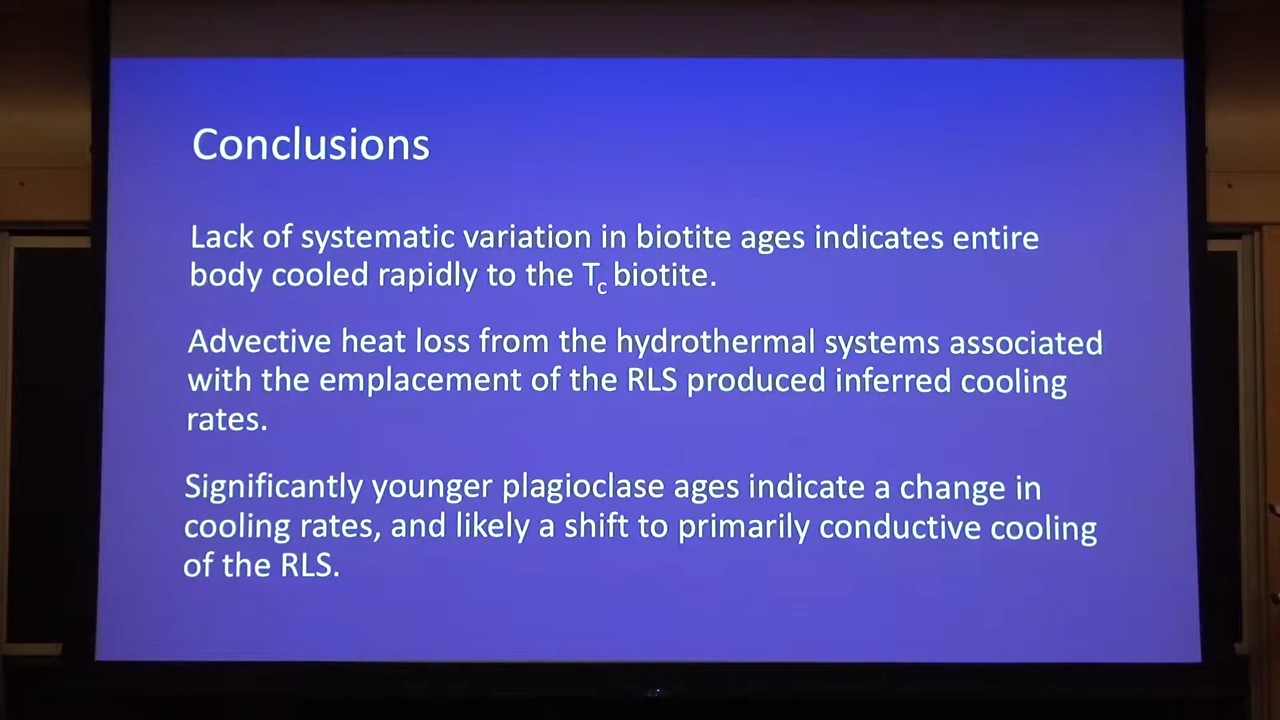 Conclusions
Lack of systematic variation in biotite ages indicates entire
body cooled rapidly to the Tc biotite.
Advective heat loss from the hydrothermal systems associated
with the emplacement of the RLS produced inferred cooling
rates.
Significantly younger plagioclase ages indicate a change in
cooling rates, and likely a shift to primarily conductive cooling
of the RLS.